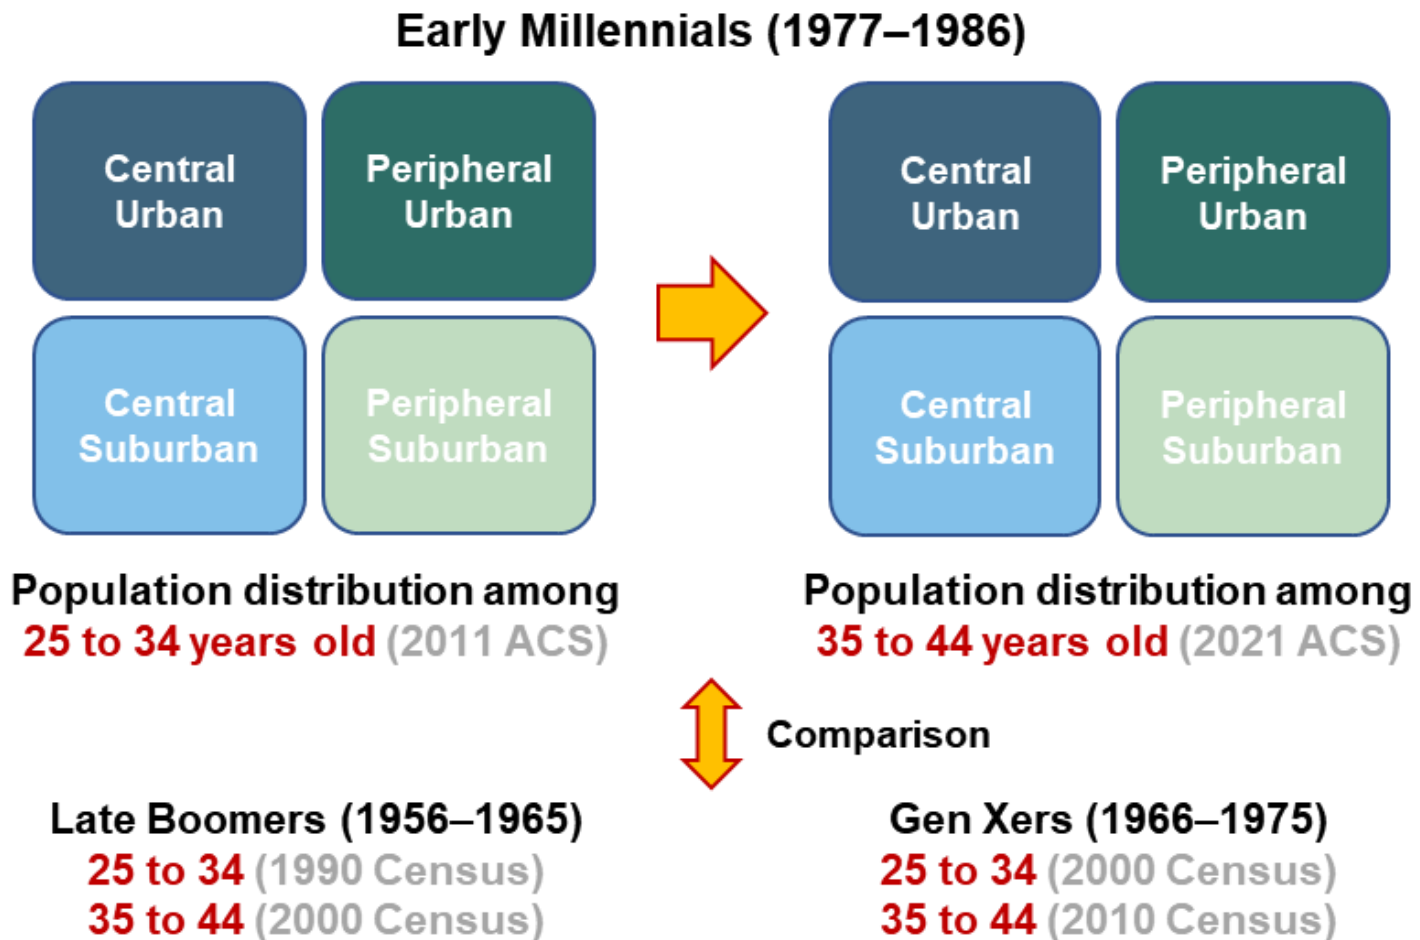 Early Millennials (1977–1986)
Central
Urban
Peripheral
Urban
Central
Suburban
Peripheral
Suburban
Central
Urban
Peripheral
Urban
Central
Suburban
Peripheral
Suburban
Population distribution among
25 to 34 years old (2011 ACS)
Population distribution among
35 to 44 years old (2021 ACS)
Comparison
Late Boomers (1956–1965)
25 to 34 (1990 Census)
35 to 44 (2000 Census)
Gen Xers (1966–1975)
25 to 34 (2000 Census)
35 to 44 (2010 Census)